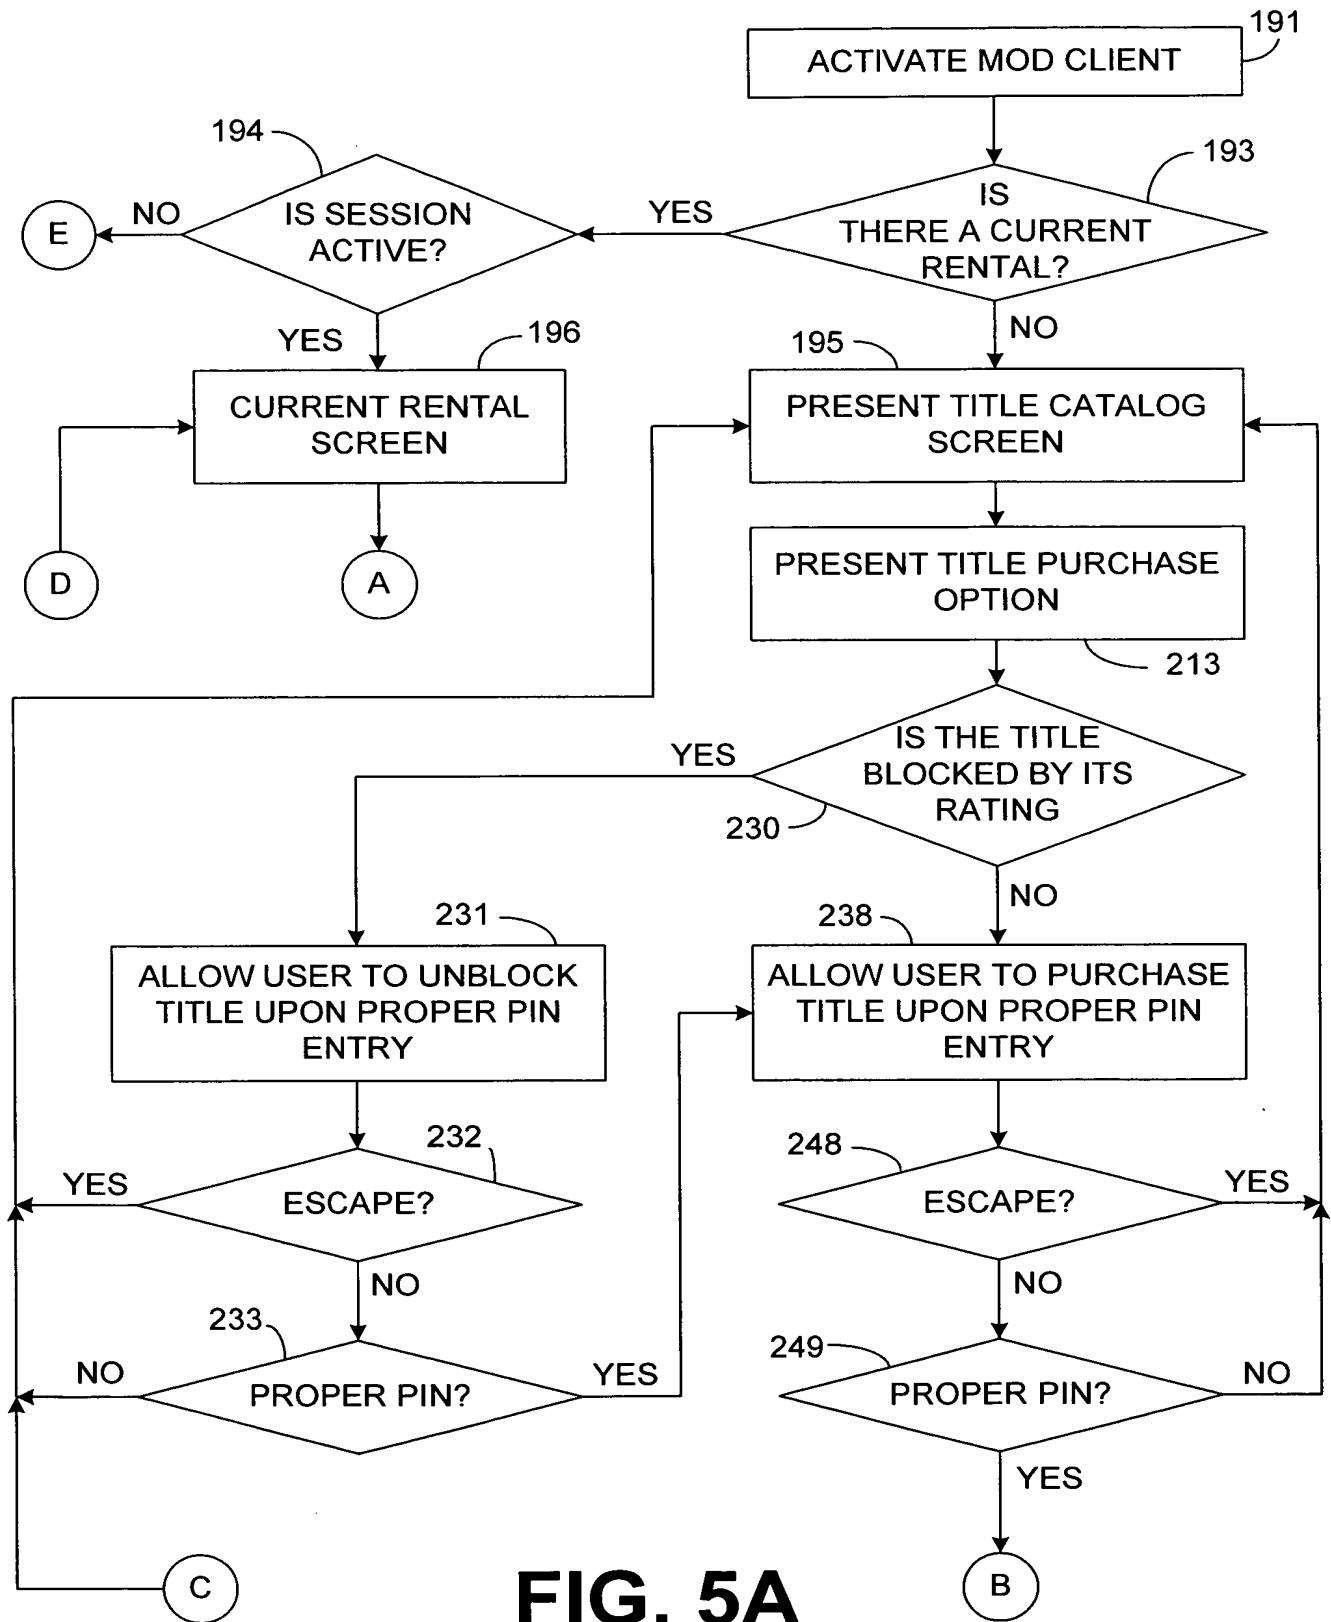 191
ACTIVATE MOD CLIENT
194
193
IS
THERE A CURRENT
RENTAL?
YES
IS SESSION
ACTIVE?
NO
E
YES
NO
196
195
CURRENT RENTAL
SCREEN
PRESENT TITLE CATALOG
SCREEN
D
A
PRESENT TITLE PURCHASE
OPTION
213
YES
IS THE TITLE
BLOCKED BY ITS
RATING
230
NO
231
238
ALLOW USER TO UNBLOCK
TITLE UPON PROPER PIN
ENTRY
ALLOW USER TO PURCHASE
TITLE UPON PROPER PIN
ENTRY
232
248
YES
ESCAPE?
ESCAPE?
YES
NO
NO
233
249
NO
PROPER PIN?
YES
PROPER PIN?
NO
YES
C
B
FIG. 5A